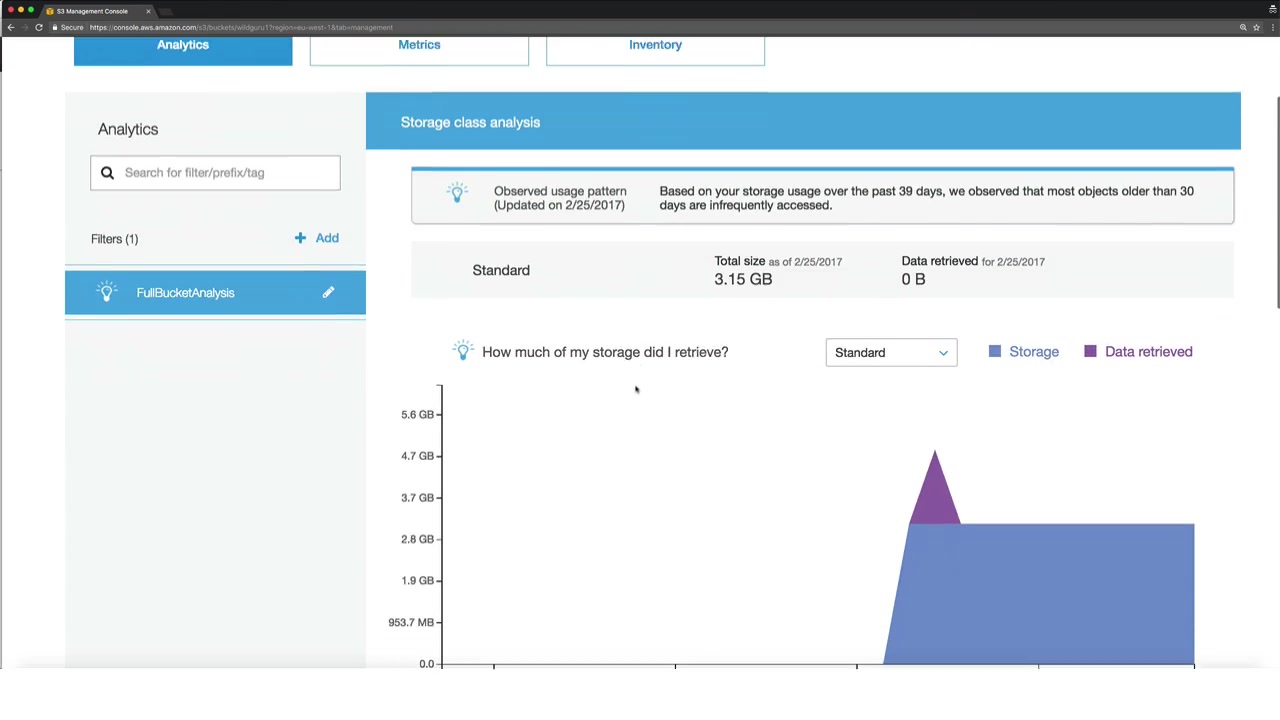 S3 Management Console
Secure https://console.aws.amazon.com/s3/buckets/wildguru1?region=eu-west-1&tab=management
Analytics
Metrics
Inventory
Analytics
Search for filter/prefix/tag
Filters (1)
+ Add
FullBucketAnalysis
Storage class analysis
Observed usage pattern
(Updated on 2/25/2017)
Based on your storage usage over the past 39 days, we observed that most objects older than 30
days are infrequently accessed.
Standard
Total size as of 2/25/2017
3.15 GB
Data retrieved for 2/25/2017
0 B
How much of my storage did I retrieve?
Standard
Storage
Data retrieved
5.6 GB
4.7 GB
3.7 GB
2.8 GB
1.9 GB
953.7 MB
0.0